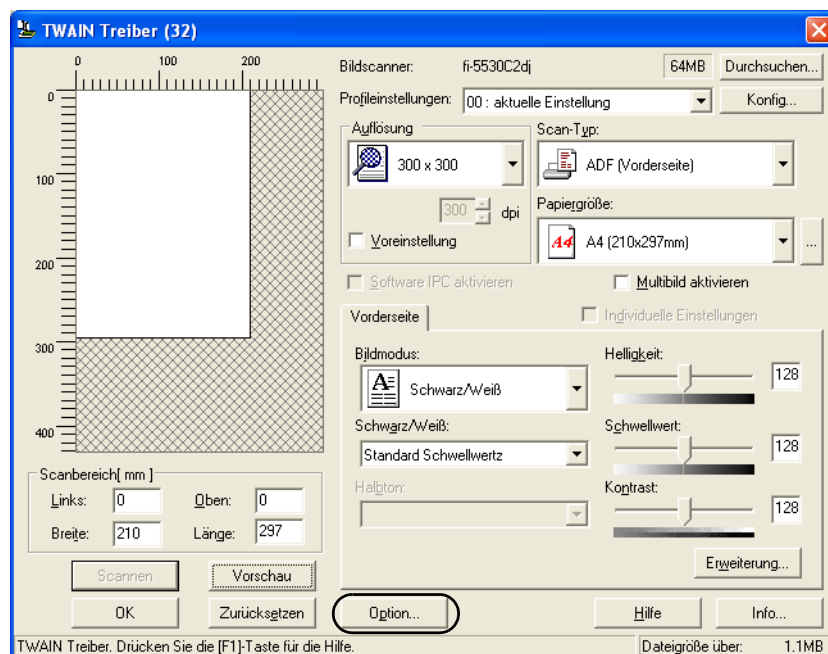 TWAIN Treiber (32)
0 100 200
0
100
200
300
400
Bildscanner: fi-5530C2dj 64MB Durchsuchen...
Profileinstellungen: 00 : aktuelle Einstellung Konfig...
Auflösung
300 x 300
300 dpi
Voreinstellung
Scan-Typ:
ADF (Vorderseite)
Papiergröße:
A4 A4 (210x297mm) ...
Software IPC aktivieren
Multibild aktivieren
Vorderseite
Individuelle Einstellungen
Bildmodus:
A Schwarz/Weiß
Schwarz/Weiß:
Standard Schwellwertz
Halbton:
Helligkeit:
128
Schwellwert:
128
Kontrast:
128
Erweiterung...
Scanbereich[ mm ]
Links: 0 Oben: 0
Breite: 210 Länge: 297
Scannen Vorschau
OK Zurücksetzen Option... Hilfe Info...
TWAIN Treiber. Drücken Sie die [F1]-Taste für die Hilfe. Dateigröße über: 1.1MB